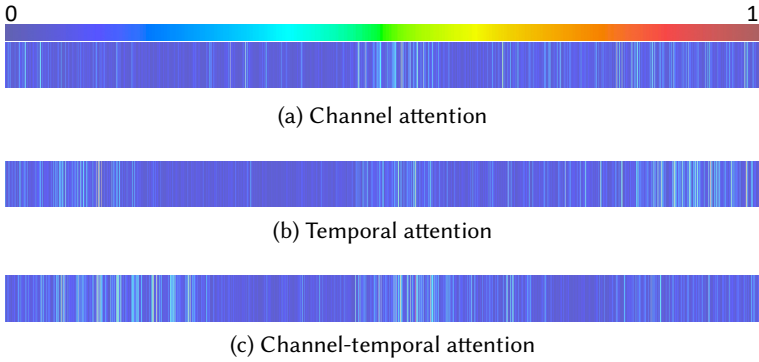 0 1
(a) Channel attention
(b) Temporal attention
(c) Channel-temporal attention